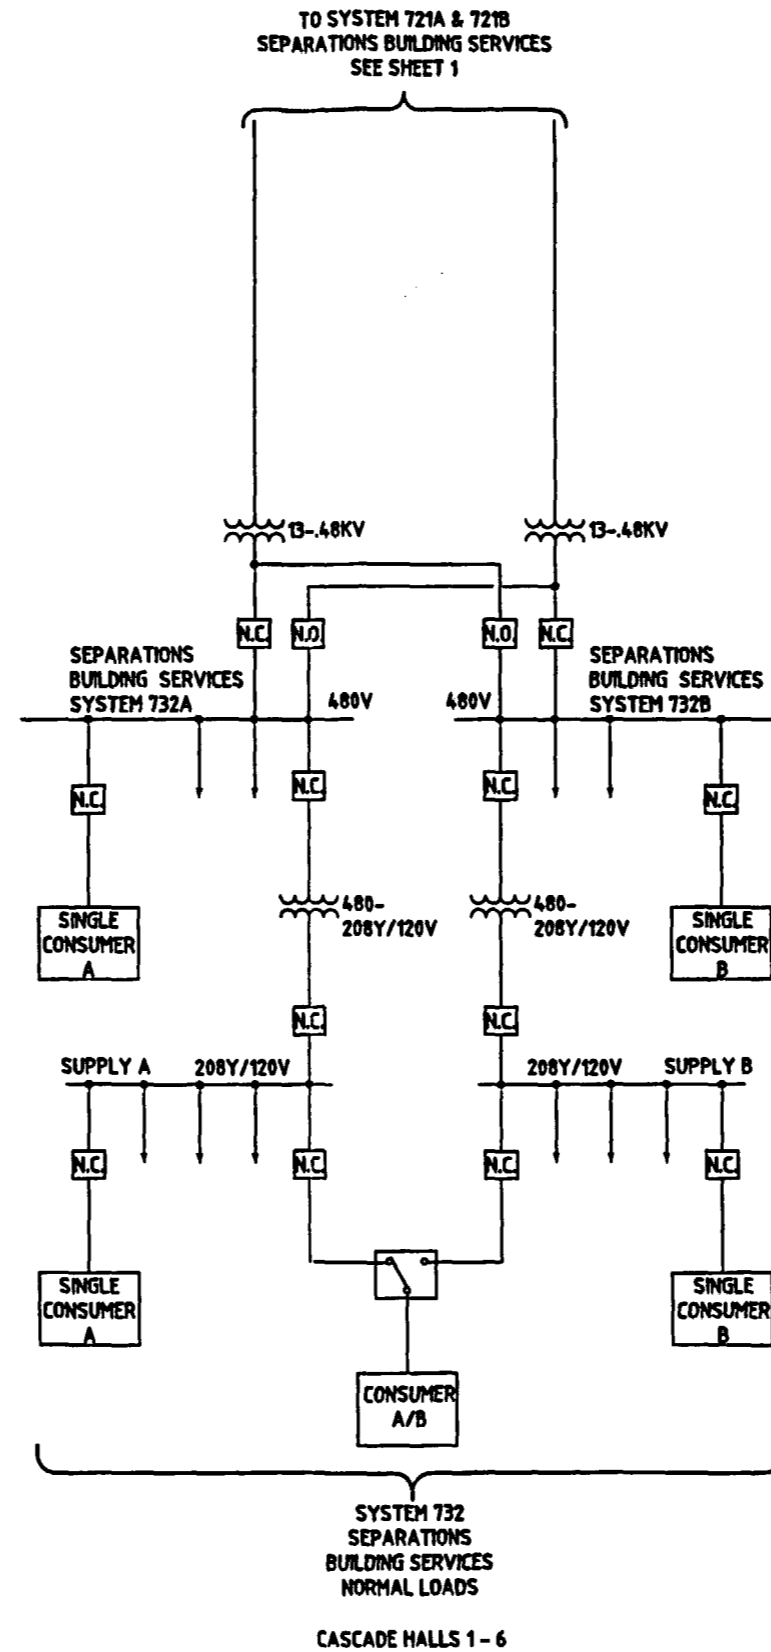 TO SYSTEM 721A & 721B
SEPARATIONS BUILDING SERVICES
SEE SHEET 1
13-.48KV
13-.48KV
N.C.
N.O.
N.O.
N.C.
SEPARATIONS
BUILDING SERVICES
SYSTEM 732A
480V
480V
SEPARATIONS
BUILDING SERVICES
SYSTEM 732B
N.C.
N.C.
N.C.
N.C.
SINGLE
CONSUMER
A
480-
208Y/120V
480-
208Y/120V
SINGLE
CONSUMER
B
N.C.
N.C.
SUPPLY A
208Y/120V
208Y/120V
SUPPLY B
N.C.
N.C.
N.C.
N.C.
SINGLE
CONSUMER
A
SINGLE
CONSUMER
B
CONSUMER
A/B
SYSTEM 732
SEPARATIONS
BUILDING SERVICES
NORMAL LOADS
CASCADE HALLS 1 - 6